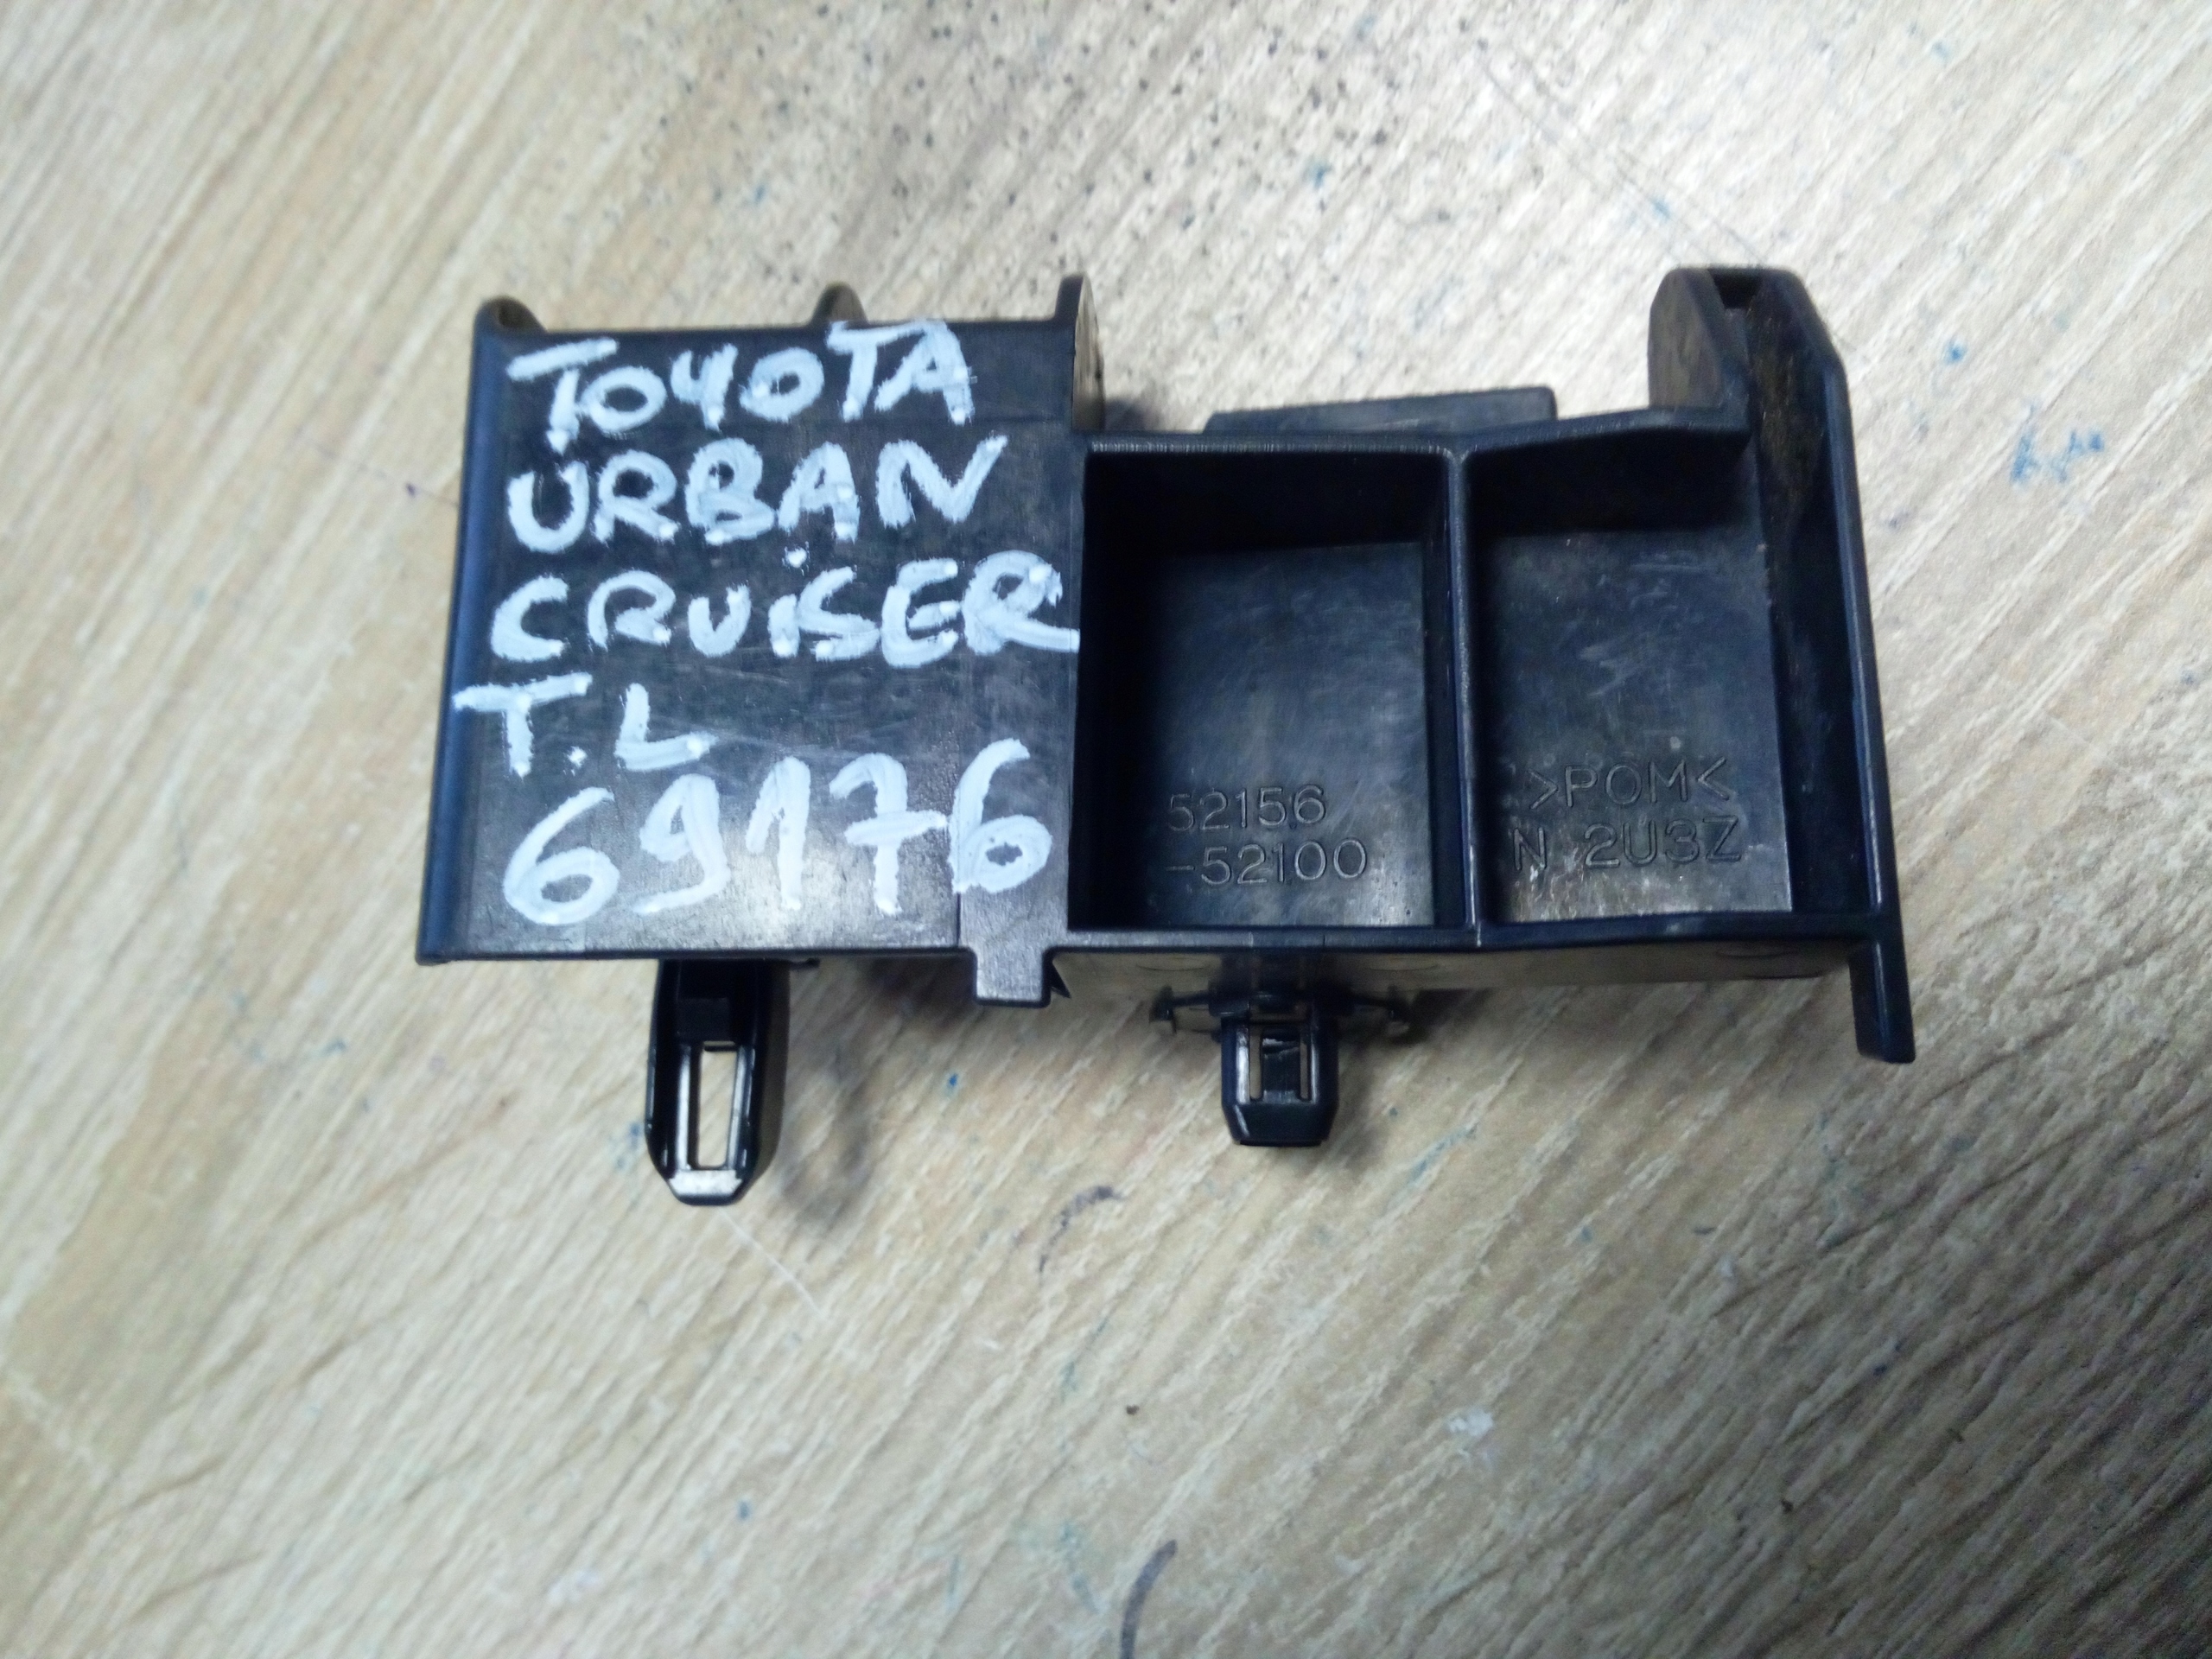 TOYOTA
URBAN
CRUiSER
T.L
69176
52156
-52100
>POM<
N 2U3Z